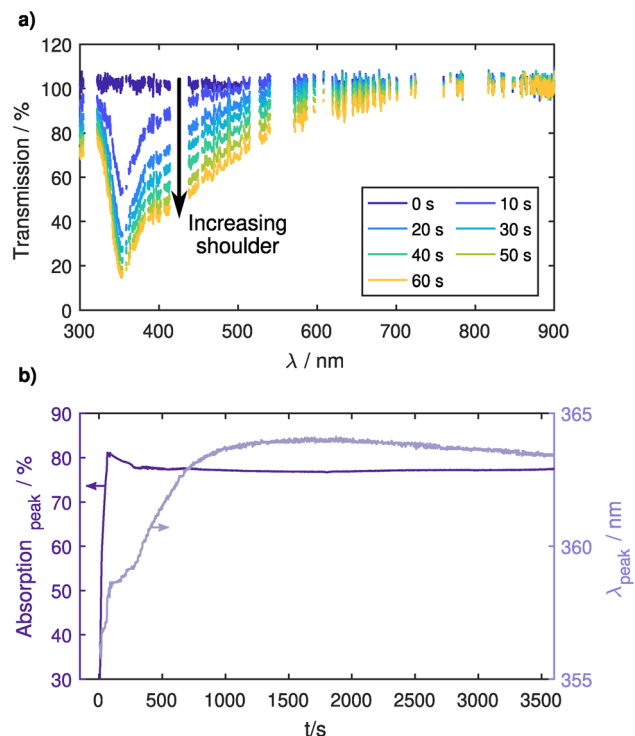 a)
120
100
80
60
40
20
0
Transmission / %
Increasing
shoulder
0 s
10 s
20 s
30 s
40 s
50 s
60 s
300
400
500
600
700
800
900
λ / nm
b)
90
80
70
60
50
40
30
Absorption peak / %
365
360
355
λpeak / nm
0
500
1000
1500
2000
2500
3000
3500
t/s